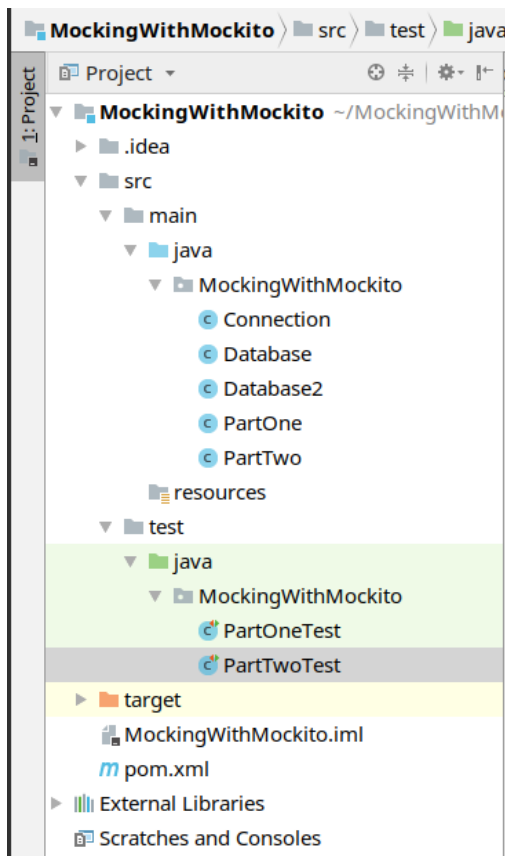 MockingWithMockito src test java
1: Project
Project
MockingWithMockito ~/MockingWithM
.idea
src
main
java
MockingWithMockito
C Connection
C Database
C Database2
C PartOne
C PartTwo
resources
test
java
MockingWithMockito
C PartOneTest
C PartTwoTest
target
MockingWithMockito.iml
m pom.xml
External Libraries
Scratches and Consoles